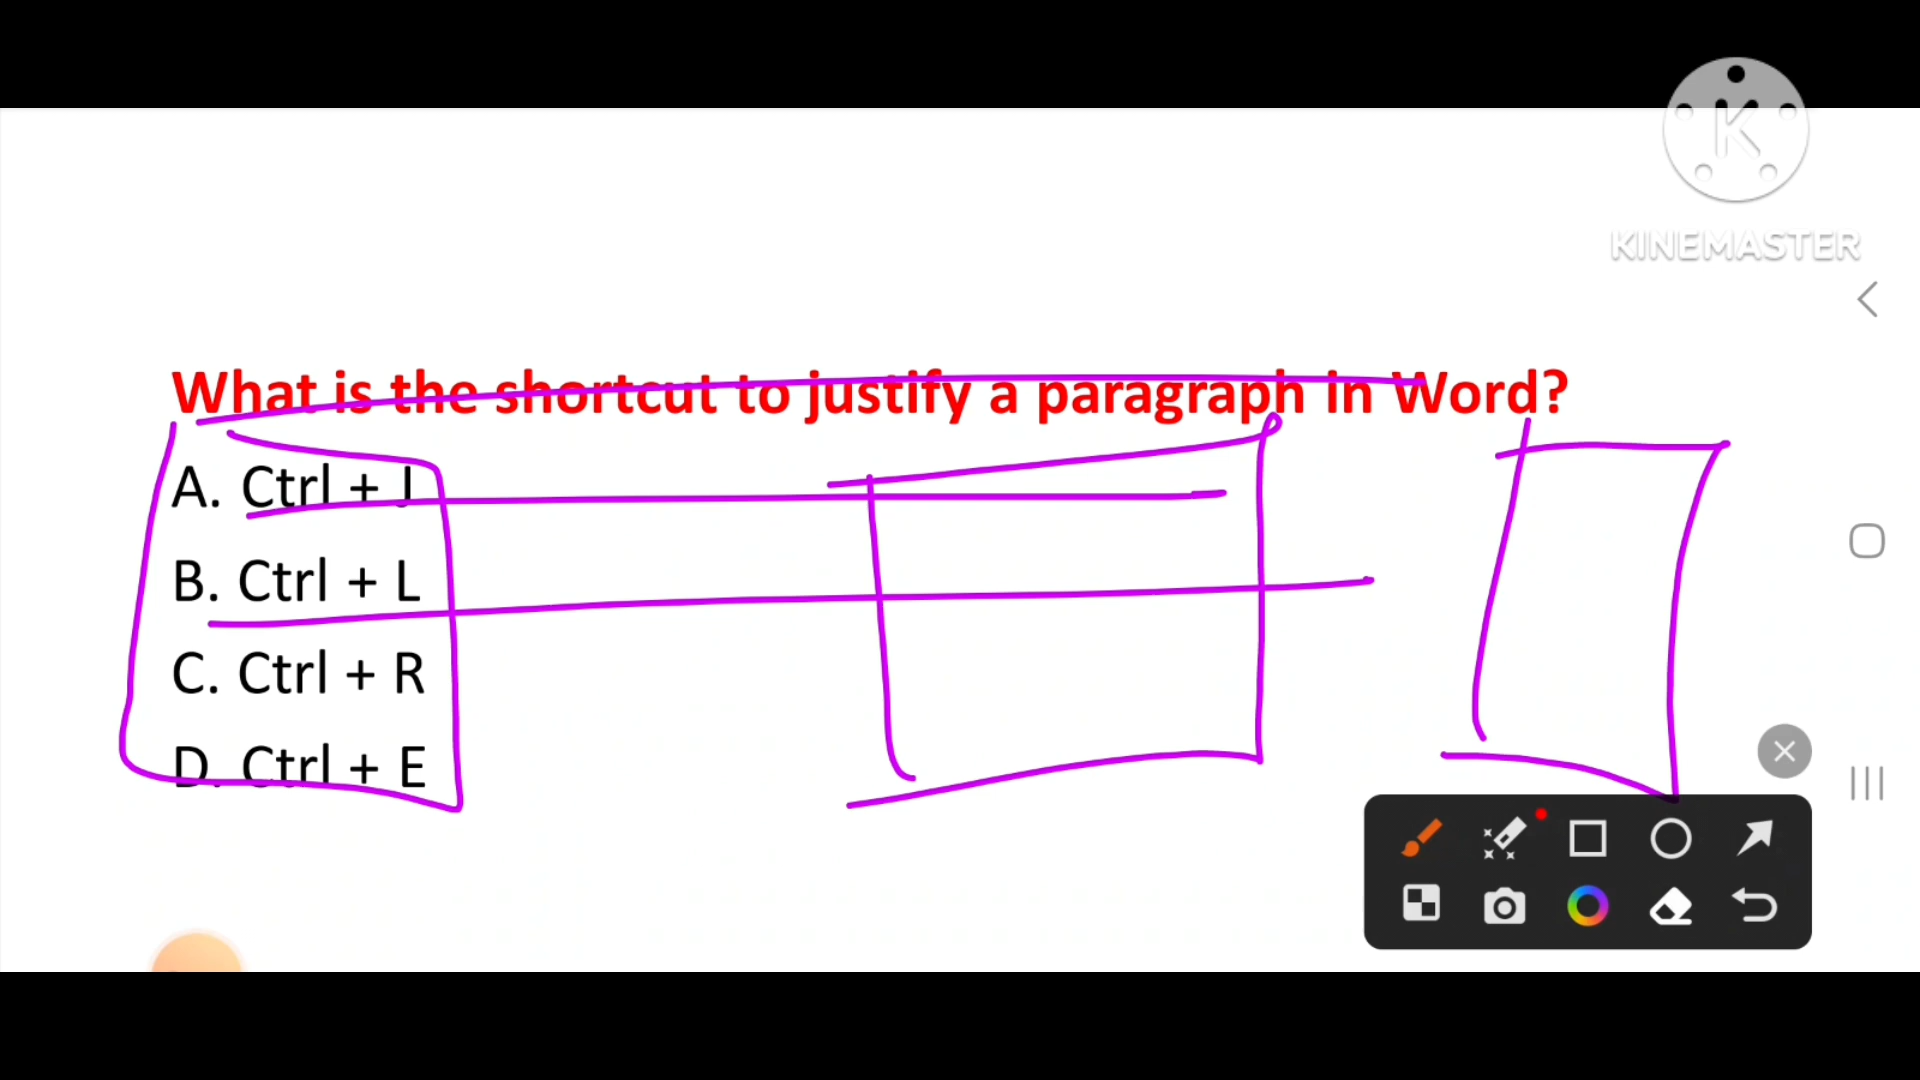 KINEMASTER
What is the shortcut to justify a paragraph in Word?
A. Ctrl + J
B. Ctrl + L
C. Ctrl + R
D. Ctrl + E